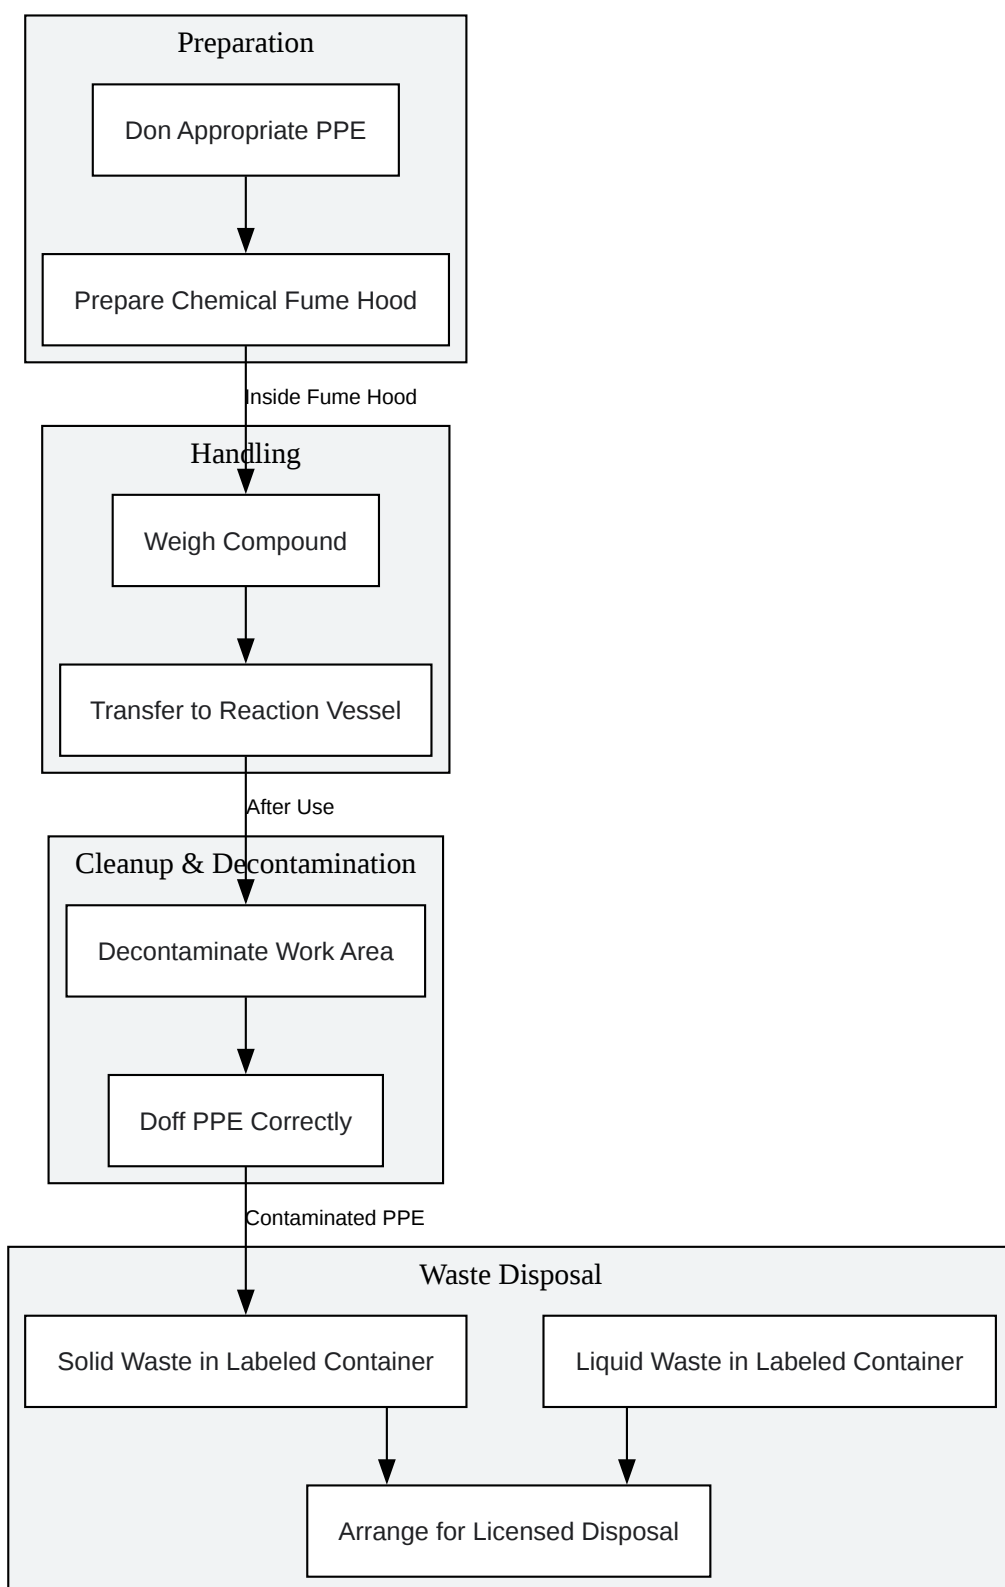 Preparation
Don Appropriate PPE
Prepare Chemical Fume Hood
Inside Fume Hood
Handling
Weigh Compound
Transfer to Reaction Vessel
After Use
Cleanup & Decontamination
Decontaminate Work Area
Doff PPE Correctly
Contaminated PPE
Waste Disposal
Solid Waste in Labeled Container
Liquid Waste in Labeled Container
Arrange for Licensed Disposal